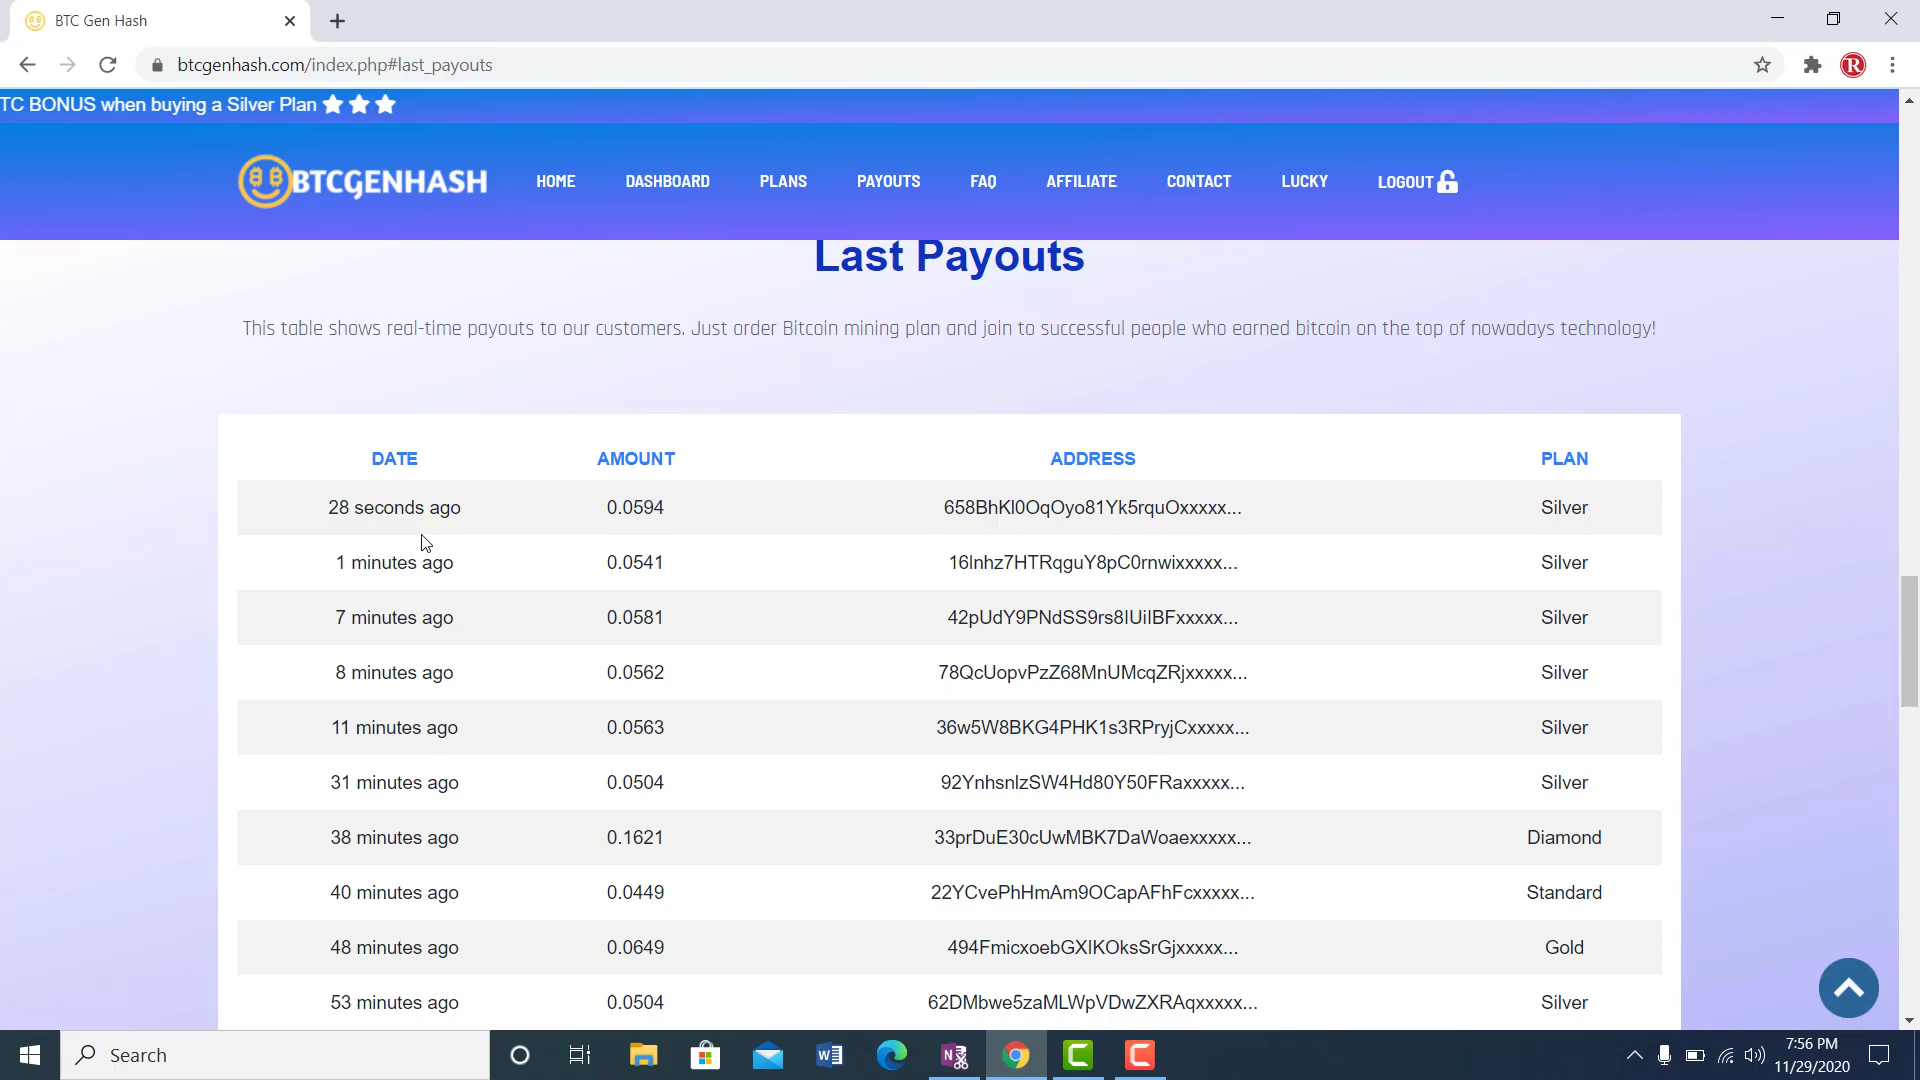 BTC Gen Hash
btcgenhash.com/index.php#last_payouts
R
TC BONUS when buying a Silver Plan
BTCGENHASH
HOME DASHBOARD PLANS PAYOUTS FAQ AFFILIATE CONTACT LUCKY LOGOUT
Last Payouts
This table shows real-time payouts to our customers. Just order Bitcoin mining plan and join to successful people who earned bitcoin on the top of nowadays technology!
DATE AMOUNT ADDRESS PLAN
28 seconds ago 0.0594 658BhKl0OqOyo81Yk5rquOxxxxx... Silver
1 minutes ago 0.0541 16lnhz7HTRqguY8pC0rnwixxxxx... Silver
7 minutes ago 0.0581 42pUdY9PNdSS9rs8IUiIBFxxxxx... Silver
8 minutes ago 0.0562 78QcUopvPzZ68MnUMcqZRjxxxxx... Silver
11 minutes ago 0.0563 36w5W8BKG4PHK1s3RPryjCxxxxx... Silver
31 minutes ago 0.0504 92YnhsnlzSW4Hd80Y50FRaxxxxx... Silver
38 minutes ago 0.1621 33prDuE30cUwMBK7DaWoaexxxxx... Diamond
40 minutes ago 0.0449 22YCvePhHmAm9OCapAFhFcxxxxx... Standard
48 minutes ago 0.0649 494FmicxoebGXIKOksSrGjxxxxx... Gold
53 minutes ago 0.0504 62DMbwe5zaMLWpVDwZXRAqxxxxx... Silver
Search
7:56 PM
11/29/2020